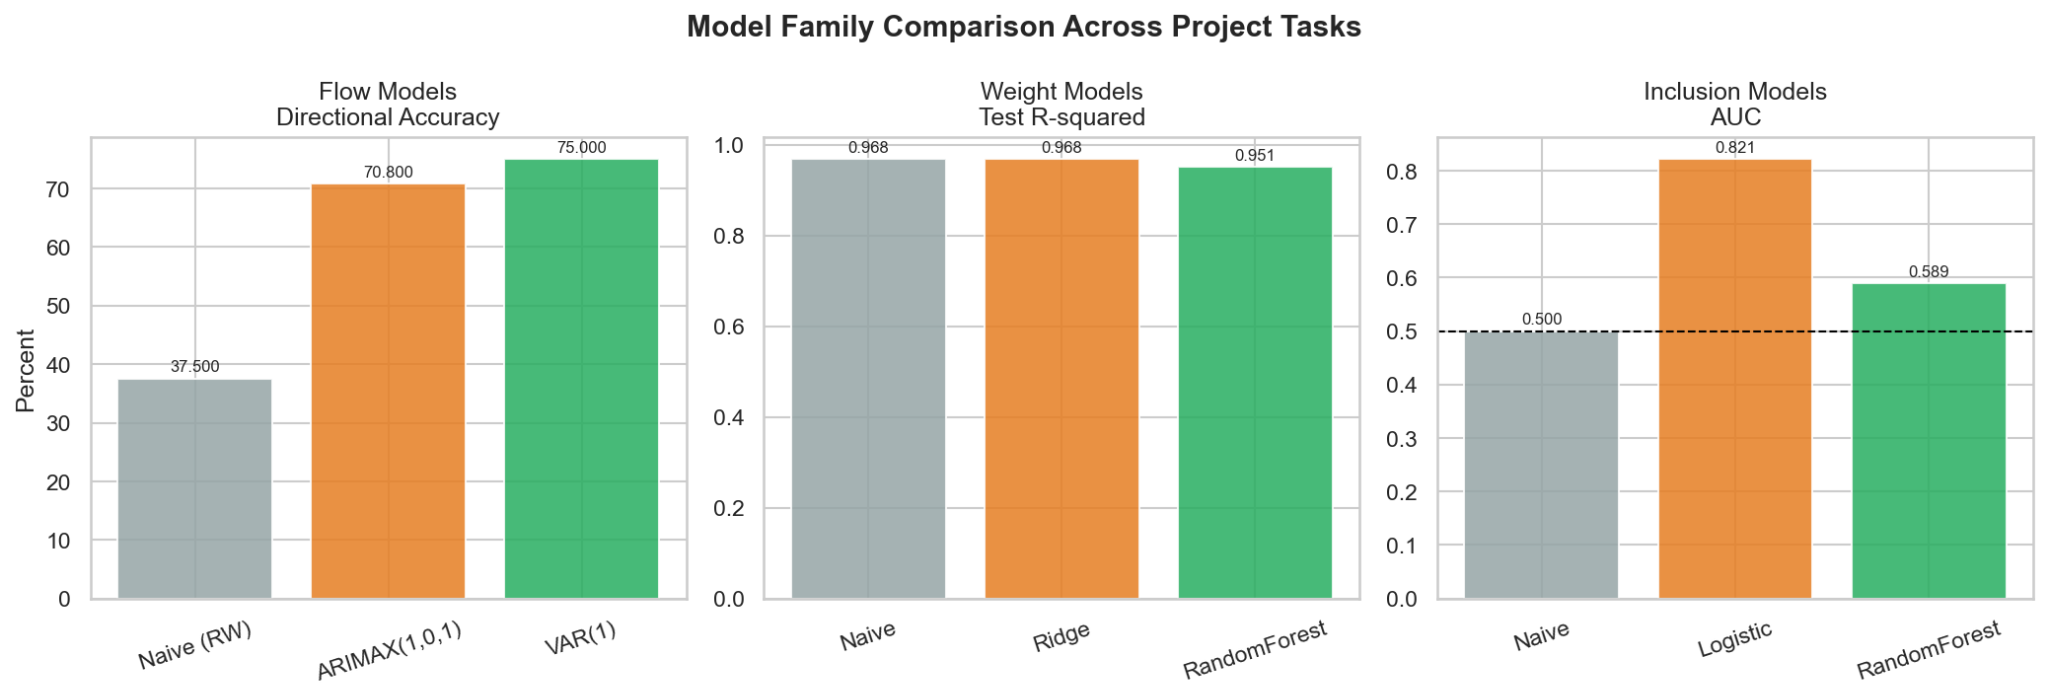 Model Family Comparison Across Project Tasks
Flow Models
Directional Accuracy
Percent
70
60
50
40
30
20
10
0
37.500
70.800
75.000
Naive (RW)
ARIMAX(1,0,1)
VAR(1)
Weight Models
Test R-squared
1.0
0.8
0.6
0.4
0.2
0.0
0.968
0.968
0.951
Naive
Ridge
RandomForest
Inclusion Models
AUC
0.8
0.7
0.6
0.5
0.4
0.3
0.2
0.1
0.0
0.500
0.821
0.589
Naive
Logistic
RandomForest